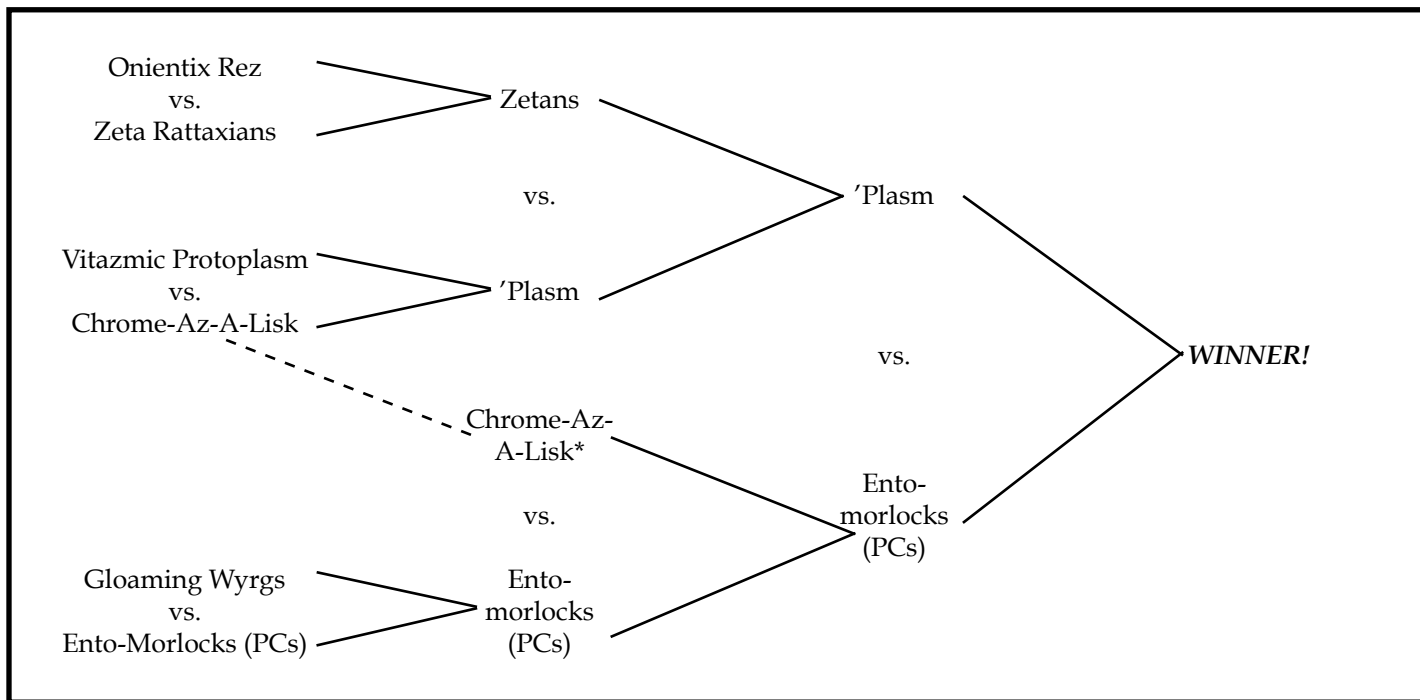 Onientix Rez
vs.
Zeta Rattaxians
Zetans
vs.
’Plasm
Vitazmic Protoplasm
vs.
Chrome-Az-A-Lisk
’Plasm
vs.
WINNER!
Chrome-Az-
A-Lisk*
vs.
Ento-
morlocks
(PCs)
Gloaming Wyrgs
vs.
Ento-Morlocks (PCs)
Ento-
morlocks
(PCs)